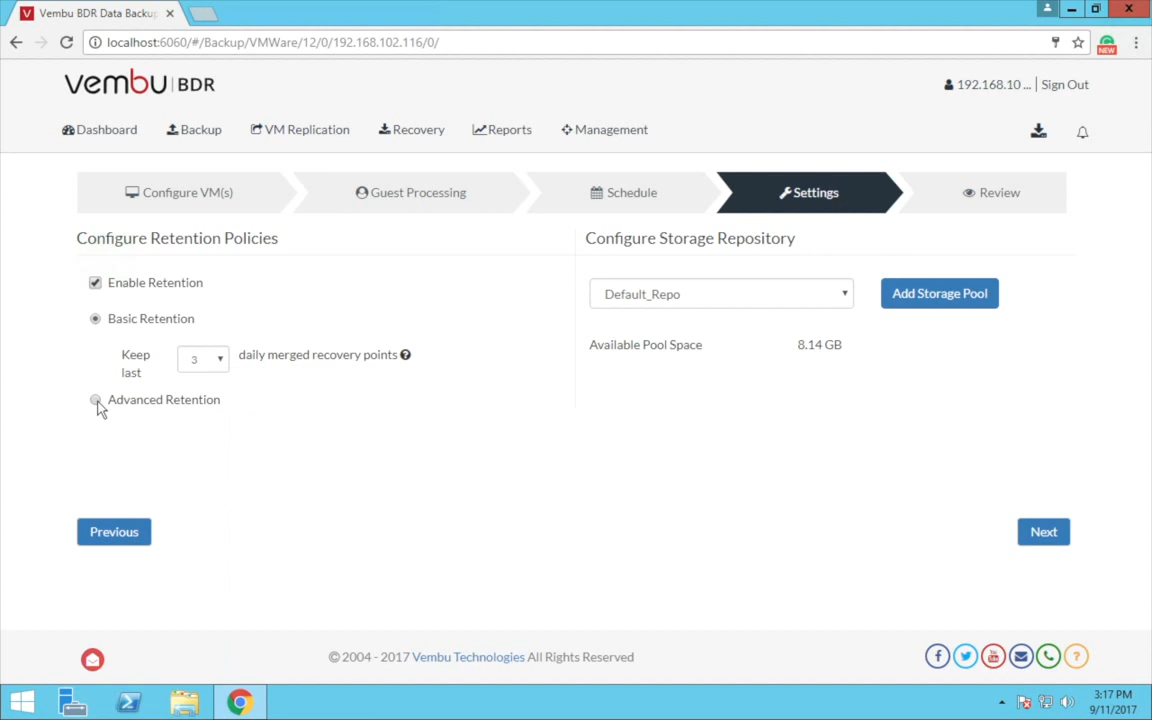 Vembu BDR Data Backup
localhost:6060/#/Backup/VMWare/12/0/192.168.102.116/0/
NEW
vembu BDR
192.168.10 ... | Sign Out
Dashboard Backup VM Replication Recovery Reports Management
Configure VM(s) Guest Processing Schedule Settings Review
Configure Retention Policies
Configure Storage Repository
Enable Retention
Default_Repo
Add Storage Pool
Basic Retention
Keep last 3 daily merged recovery points
Available Pool Space 8.14 GB
Advanced Retention
Previous
Next
© 2004 - 2017 Vembu Technologies All Rights Reserved
3:17 PM
9/11/2017